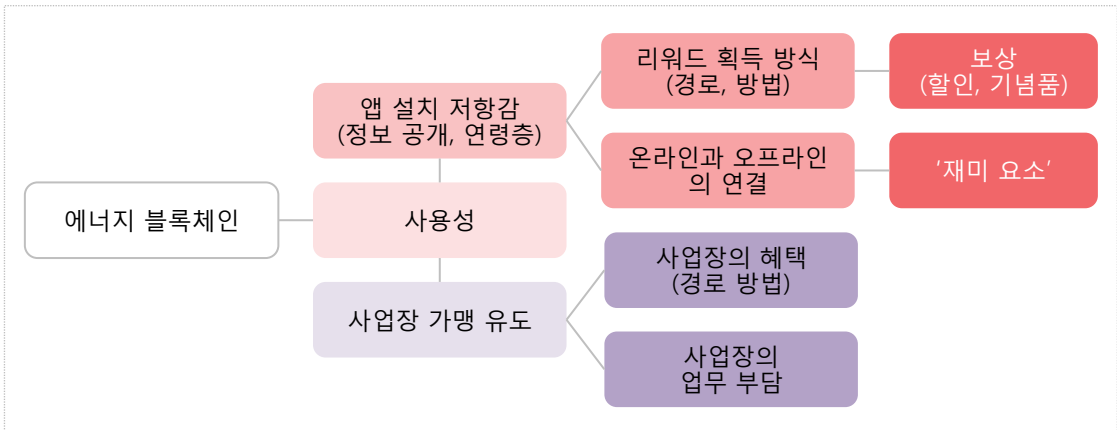 에너지 블록체인
앱 설치 저항감
(정보 공개, 연령층)
사용성
사업장 가맹 유도
리워드 획득 방식
(경로, 방법)
온라인과 오프라인
의 연결
사업장의 혜택
(경로 방법)
사업장의
업무 부담
보상
(할인, 기념품)
‘재미 요소’